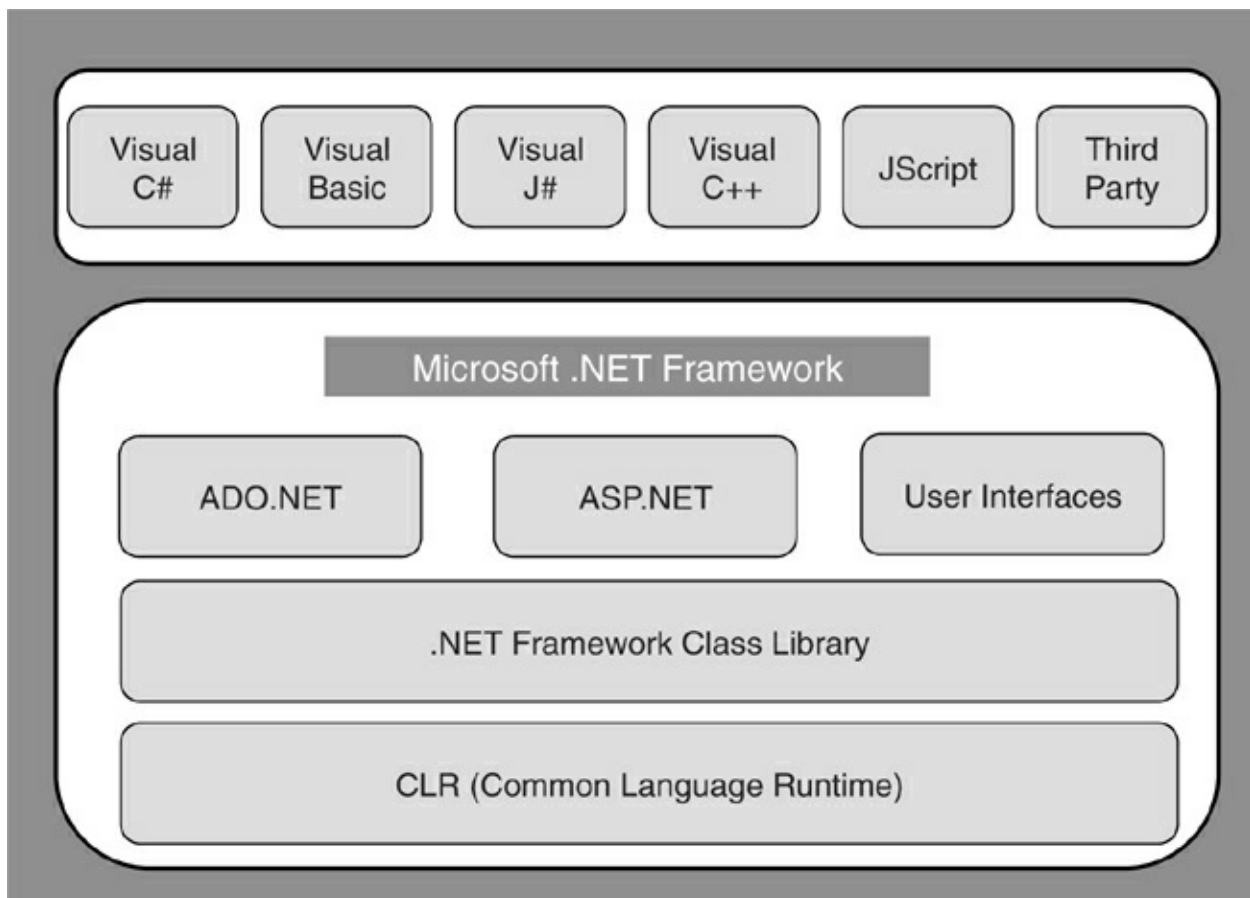 Visual
C#
Visual
Basic
Visual
J#
Visual
C++
JScript
Third
Party
Microsoft .NET Framework
ADO.NET
ASP.NET
User Interfaces
.NET Framework Class Library
CLR (Common Language Runtime)